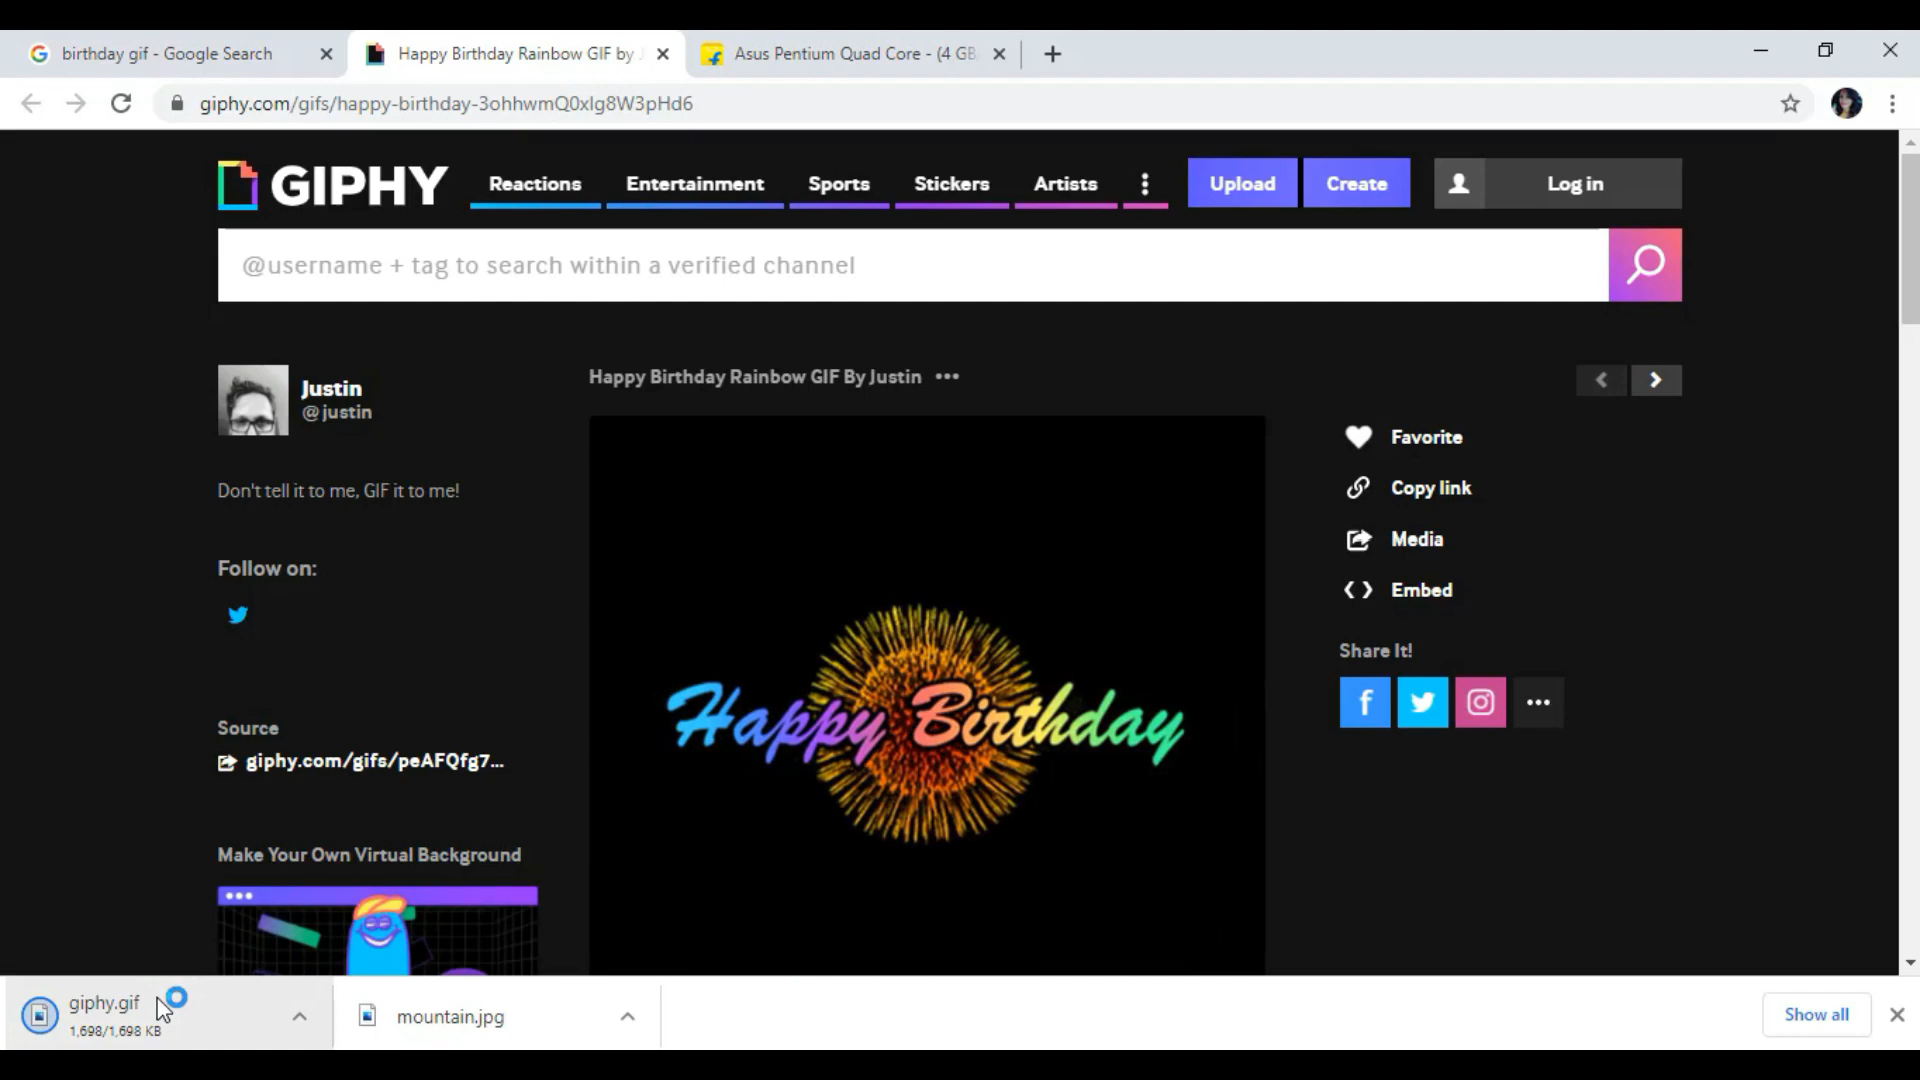 birthday gif - Google Search
Happy Birthday Rainbow GIF by J
Asus Pentium Quad Core - (4 GB
giphy.com/gifs/happy-birthday-3ohhwmQ0xIg8W3pHd6
GIPHY
Reactions
Entertainment
Sports
Stickers
Artists
Upload
Create
Log in
@username + tag to search within a verified channel
Justin
@justin
Happy Birthday Rainbow GIF By Justin
Don't tell it to me, GIF it to me!
Follow on:
Source
giphy.com/gifs/peAFQfg7...
Make Your Own Virtual Background
Happy Birthday
Favorite
Copy link
Media
Embed
Share It!
giphy.gif
1,698/1,698 KB
mountain.jpg
Show all